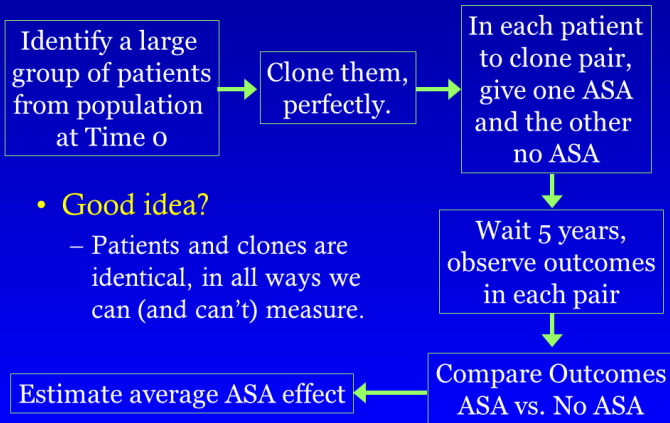 Identify a large
group of patients
from population
at Time 0
Clone them,
perfectly.
In each patient
to clone pair,
give one ASA
and the other
no ASA
• Good idea?
– Patients and clones are
identical, in all ways we
can (and can't) measure.
Wait 5 years,
observe outcomes
in each pair
Compare Outcomes
ASA vs. No ASA
Estimate average ASA effect